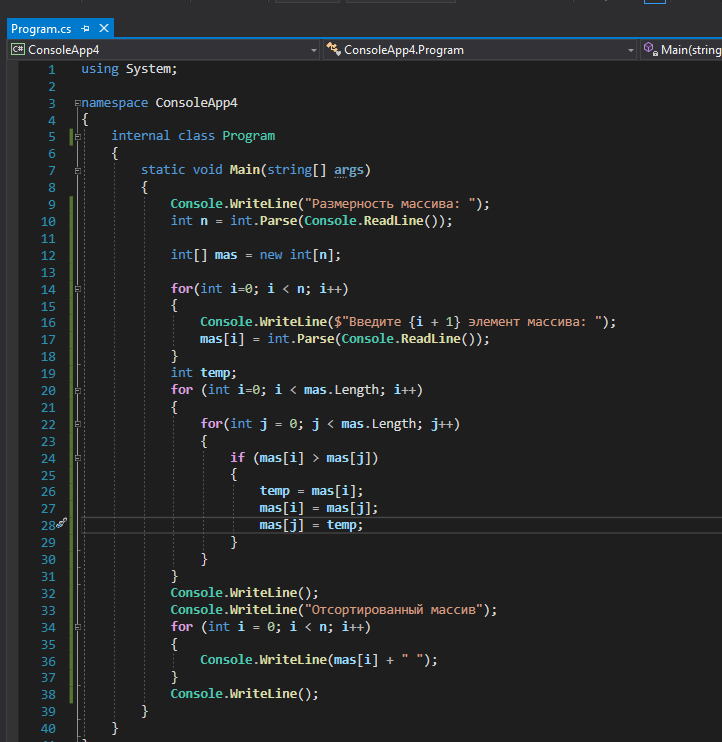 Program.cs
ConsoleApp4 ConsoleApp4.Program Main(string
1 using System;
2
3 namespace ConsoleApp4
4 {
5 internal class Program
6 {
7 static void Main(string[] args)
8 {
9 Console.WriteLine("Размерность массива: ");
10 int n = int.Parse(Console.ReadLine());
11
12 int[] mas = new int[n];
13
14 for(int i=0; i < n; i++)
15 {
16 Console.WriteLine($"Введите {i + 1} элемент массива: ");
17 mas[i] = int.Parse(Console.ReadLine());
18 }
19 int temp;
20 for (int i=0; i < mas.Length; i++)
21 {
22 for(int j = 0; j < mas.Length; j++)
23 {
24 if (mas[i] > mas[j])
25 {
26 temp = mas[i];
27 mas[i] = mas[j];
28 mas[j] = temp;
29 }
30 }
31 }
32 Console.WriteLine();
33 Console.WriteLine("Отсортированный массив");
34 for (int i = 0; i < n; i++)
35 {
36 Console.WriteLine(mas[i] + " ");
37 }
38 Console.WriteLine();
39 }
40 }